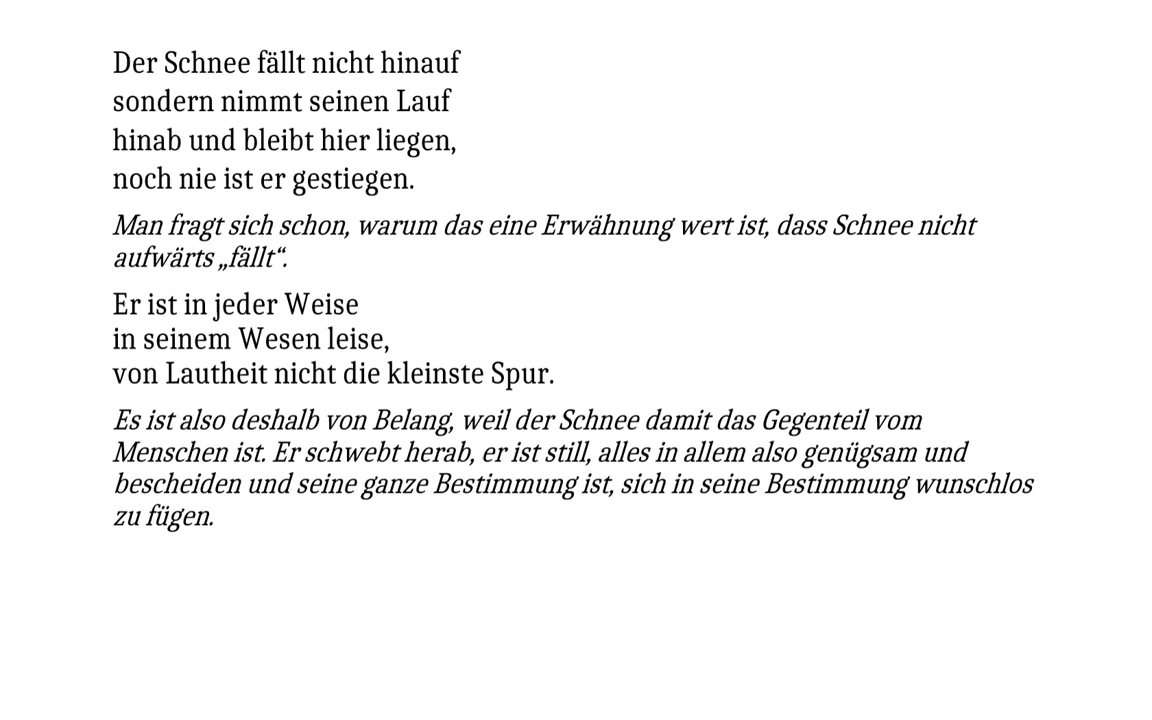 Der Schnee fällt nicht hinauf
sondern nimmt seinen Lauf
hinab und bleibt hier liegen,
noch nie ist er gestiegen.
Man fragt sich schon, warum das eine Erwähnung wert ist, dass Schnee nicht
aufwärts „fällt“.
Er ist in jeder Weise
in seinem Wesen leise,
von Lautheit nicht die kleinste Spur.
Es ist also deshalb von Belang, weil der Schnee damit das Gegenteil vom
Menschen ist. Er schwebt herab, er ist still, alles in allem also genügsam und
bescheiden und seine ganze Bestimmung ist, sich in seine Bestimmung wunschlos
zu fügen.